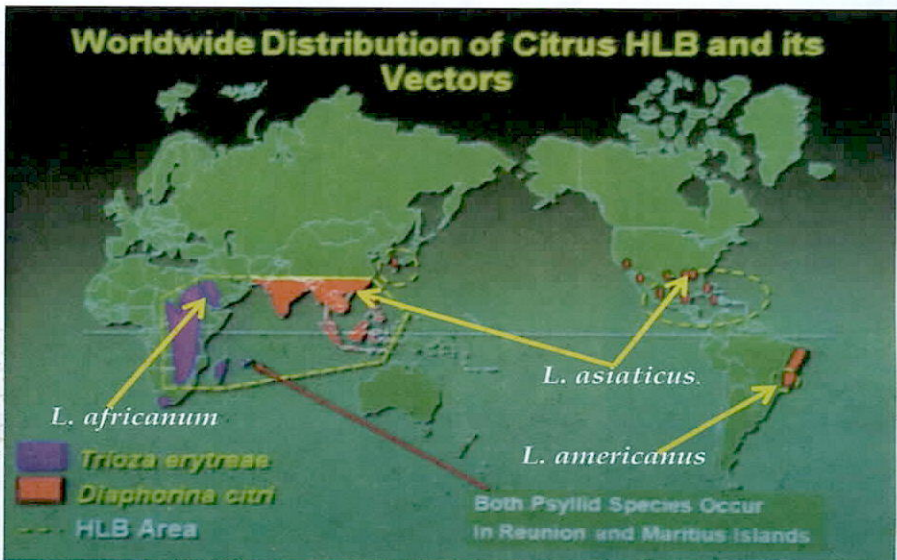 Worldwide Distribution of Citrus HLB and its
Vectors
L. asiaticus.
L. africanum
L. americanus
Trioza erytreae
Diaphorina citri
HLB Area
Both Psyllid Species Occur
In Reunion and Maritius Islands